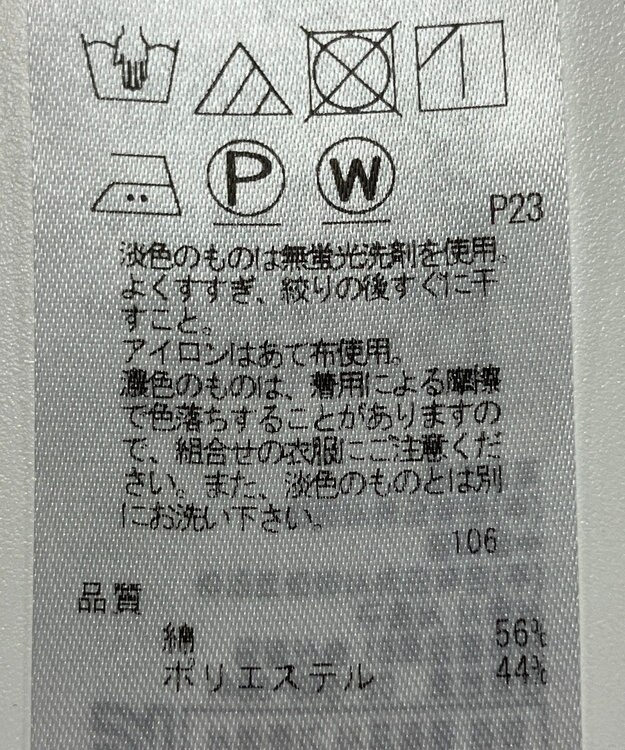 P
W
P23
淡色のものは無蛍光洗剤を使用。
よくすすぎ、絞りの後すぐに干
すこと。
アイロンはあて布使用。
濃色のものは、着用による摩擦
で色落ちすることがありますの
で、組合せの衣服にご注意くだ
さい。また、淡色のものとは別
にお洗い下さい。
106
品質
綿 56%
ポリエステル 44%